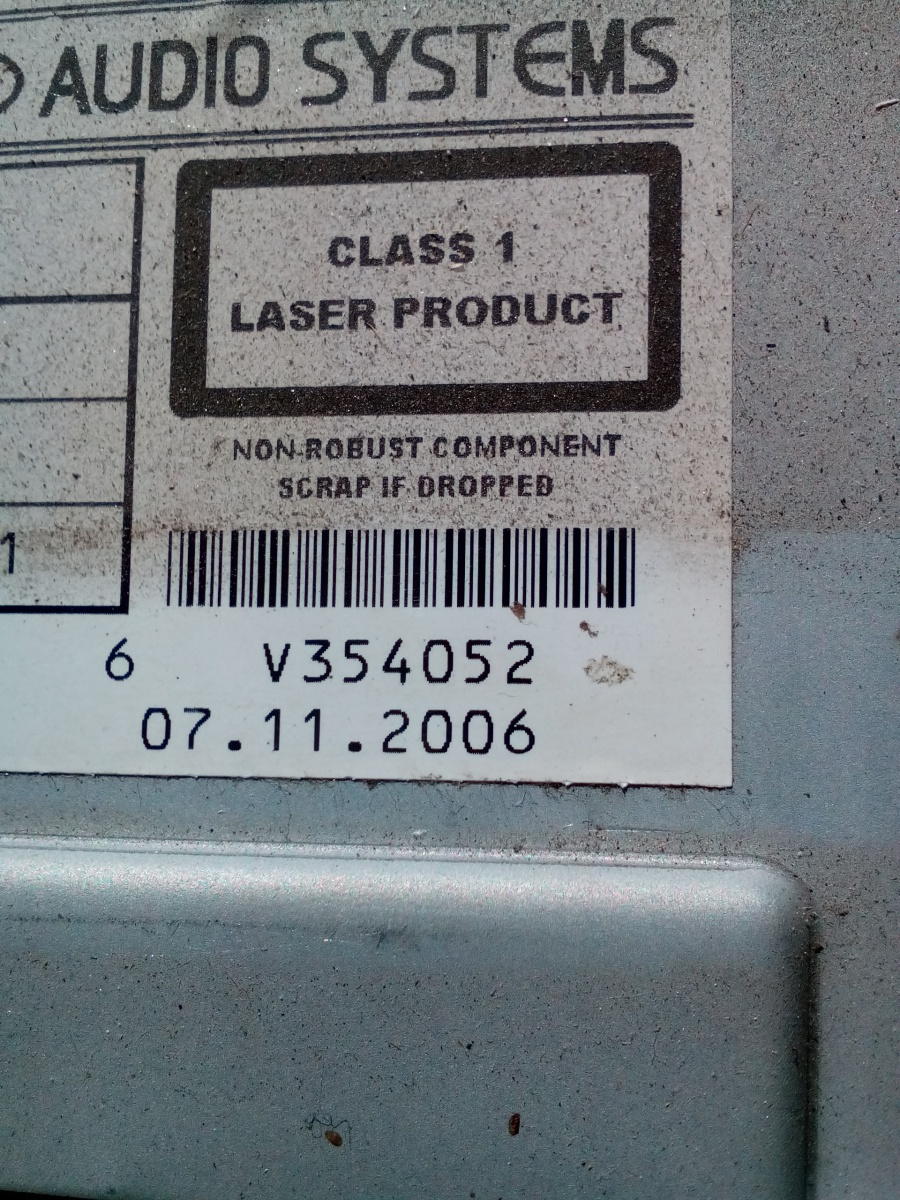 AUDIO SYSTEMS
CLASS 1
LASER PRODUCT
NON-ROBUST COMPONENT
SCRAP IF DROPPED
1
6 V354052
07.11.2006